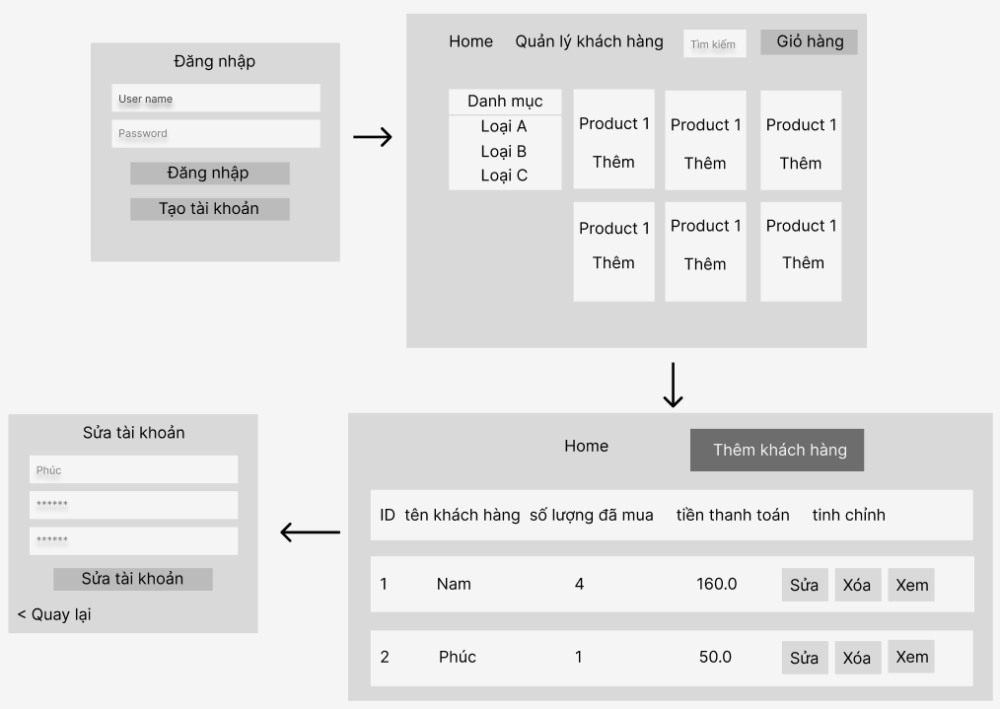 Đăng nhập
User name
Password
Đăng nhập
Tạo tài khoản
Home Quản lý khách hàng Tìm kiếm Giỏ hàng
Danh mục
Loại A
Loại B
Loại C
Product 1 Product 1 Product 1
Thêm Thêm Thêm
Product 1 Product 1 Product 1
Thêm Thêm Thêm
Home Thêm khách hàng
ID tên khách hàng số lượng đã mua tiền thanh toán tinh chỉnh
1 Nam 4 160.0 Sửa Xóa Xem
2 Phúc 1 50.0 Sửa Xóa Xem
Sửa tài khoản
Phúc
******
******
Sửa tài khoản
< Quay lại